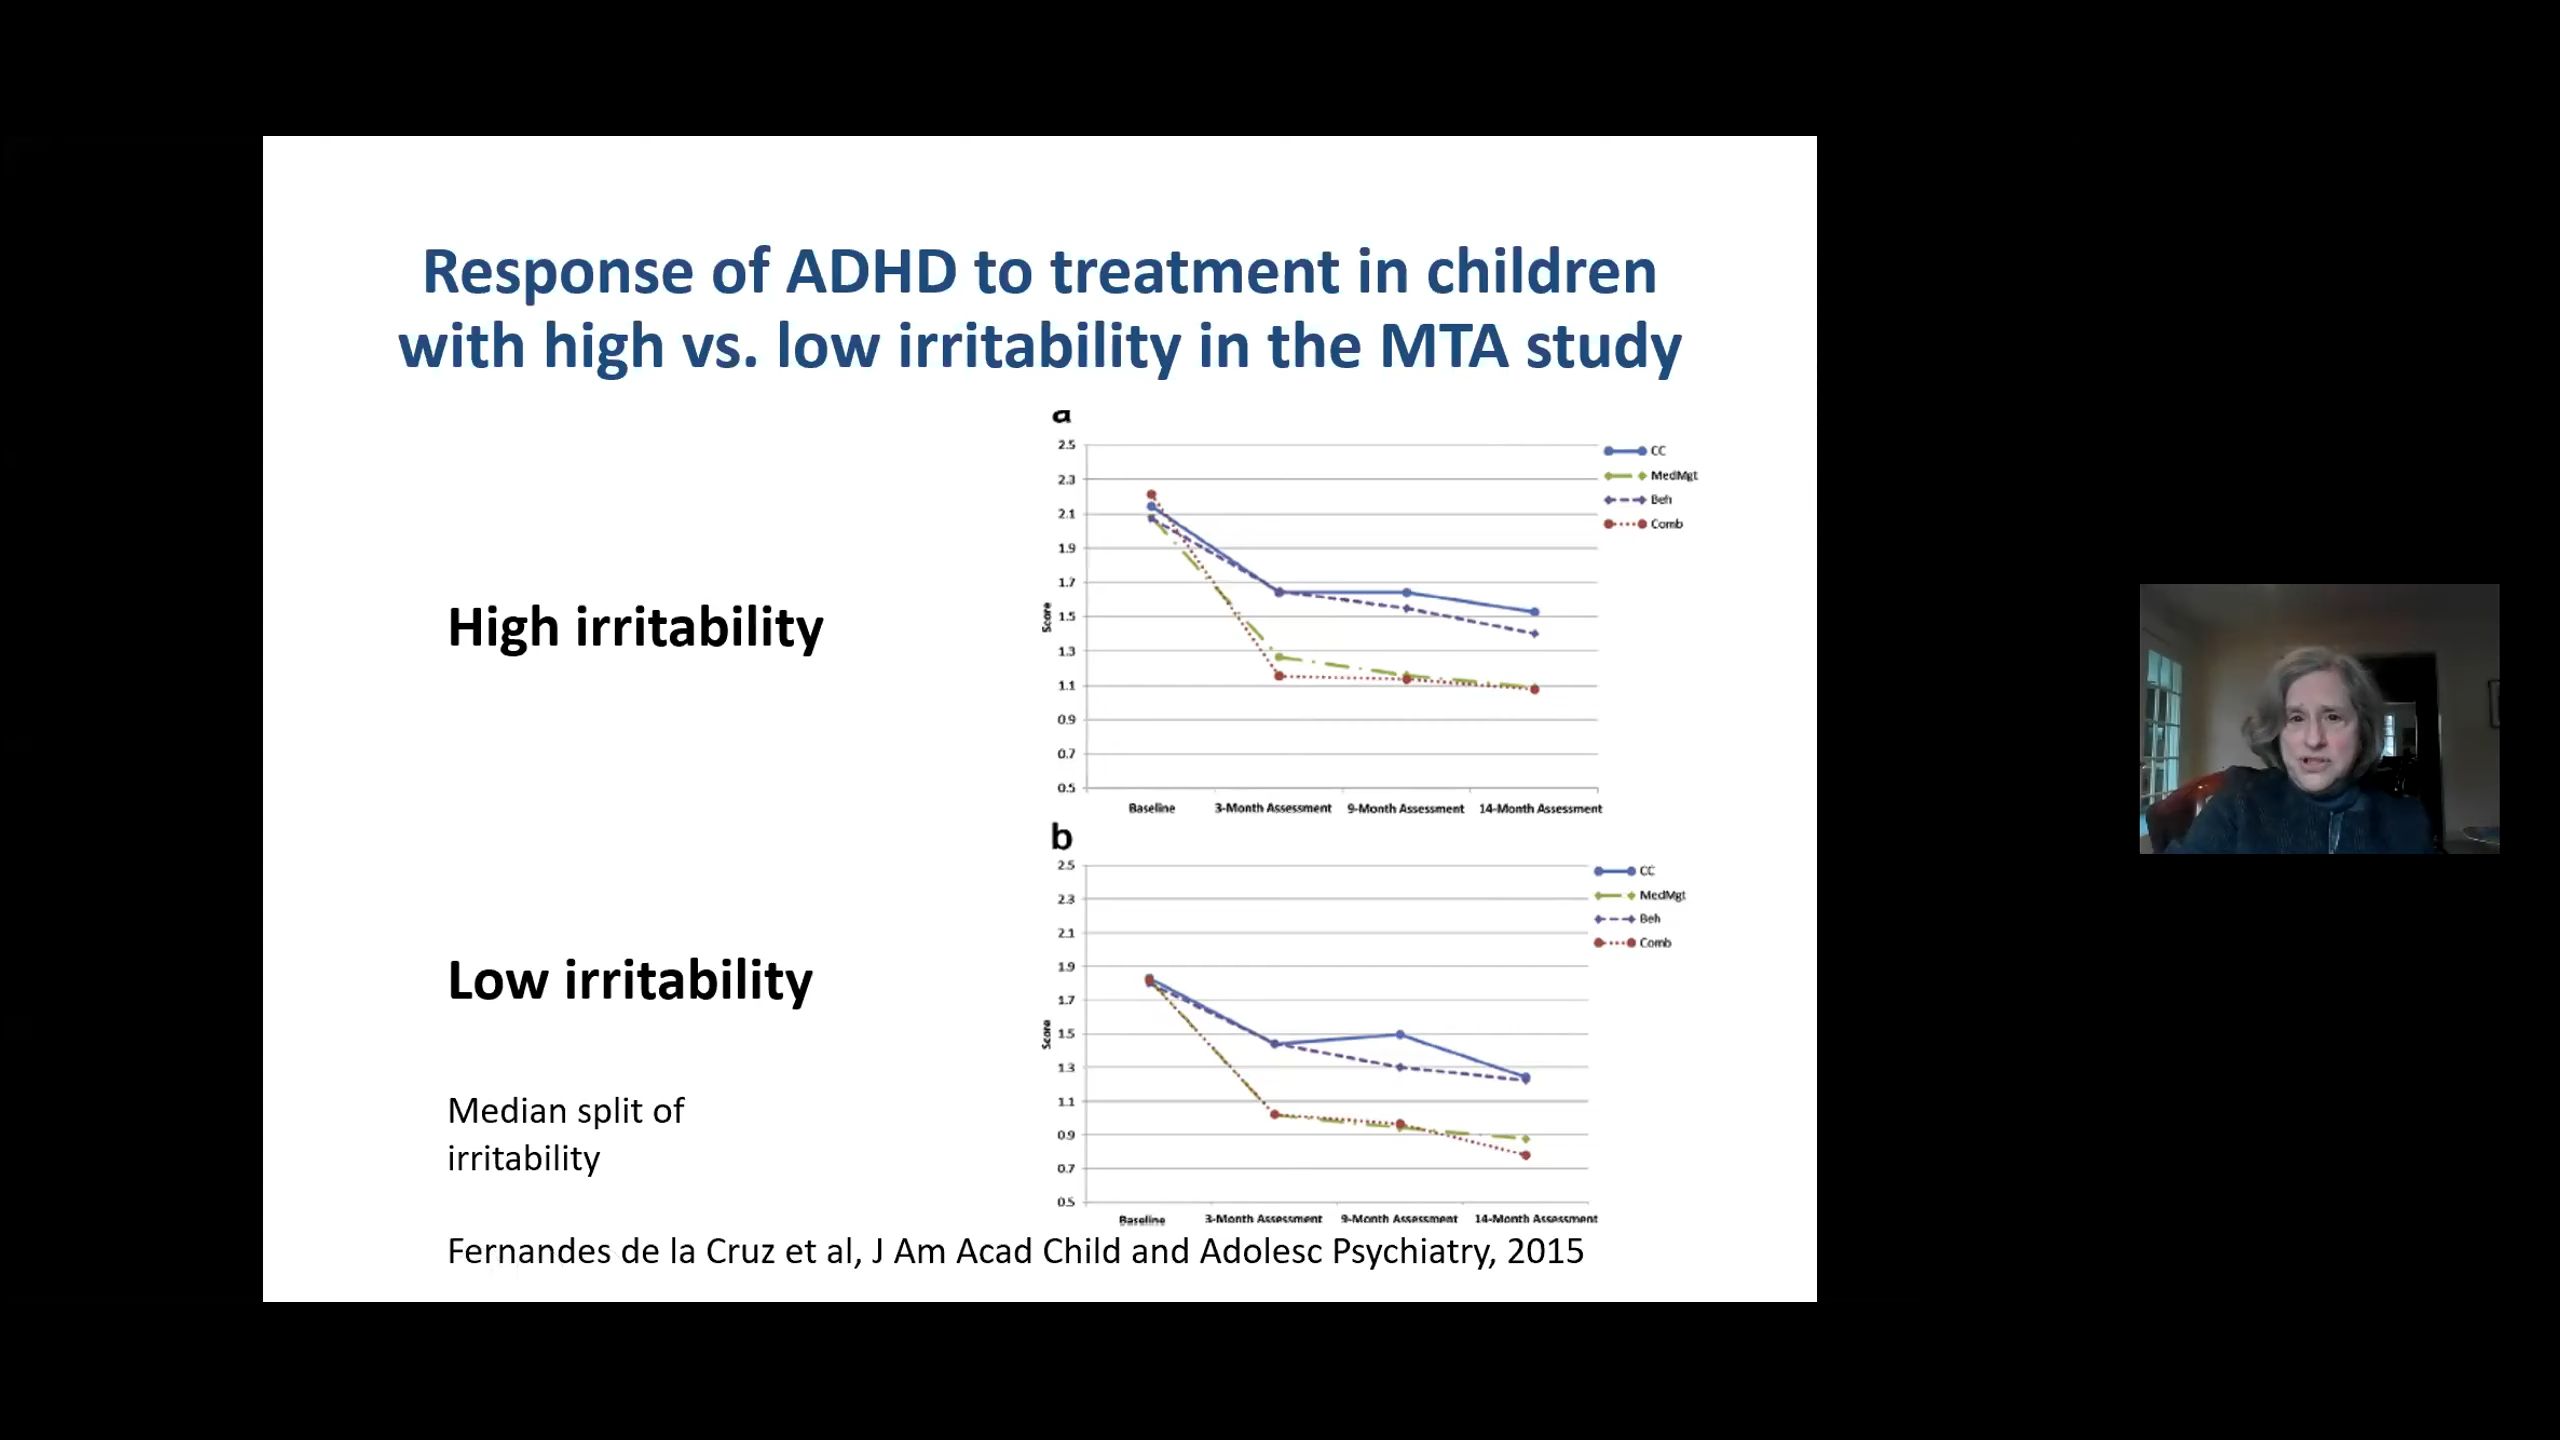 Response of ADHD to treatment in children
with high vs. low irritability in the MTA study
a
2.5
2.3
2.1
1.9
1.7
1.5
1.3
1.1
0.9
0.7
0.5
Score
Baseline 3-Month Assessment 9-Month Assessment 14-Month Assessment
CC
MedMgt
Beh
Comb
High irritability
b
2.5
2.3
2.1
1.9
1.7
1.5
1.3
1.1
0.9
0.7
0.5
Score
Baseline 3-Month Assessment 9-Month Assessment 14-Month Assessment
CC
MedMgt
Beh
Comb
Low irritability
Median split of
irritability
Fernandes de la Cruz et al, J Am Acad Child and Adolesc Psychiatry, 2015